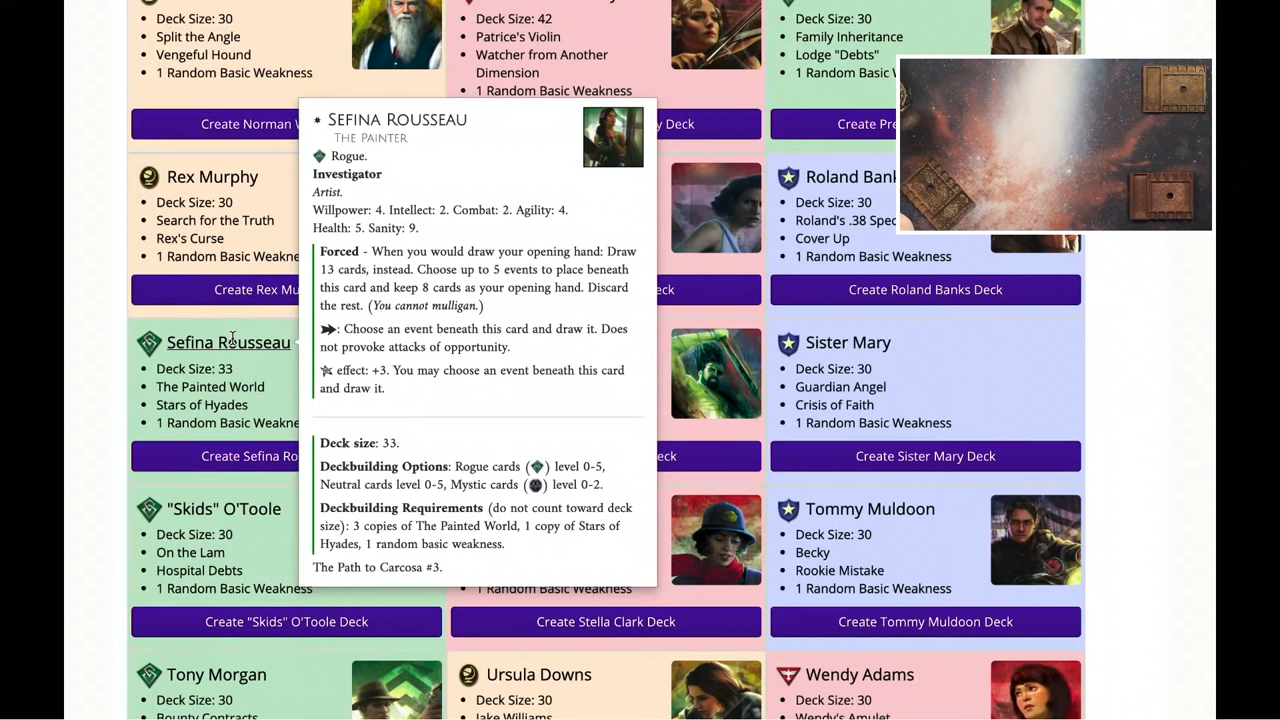 Deck Size: 30
Split the Angle
Vengeful Hound
1 Random Basic Weakness
Create Norman
Deck Size: 42
Patrice's Violin
Watcher from Another
Dimension
1 Random Basic Weakness
Deck
Deck Size: 30
Family Inheritance
Lodge "Debts"
1 Random Basic
Create
Rex Murphy
Deck Size: 30
Search for the Truth
Rex's Curse
1 Random Basic
Create Rex
Roland
Deck Size: 30
Roland's .38
Cover Up
1 Random Basic Weakness
Create Roland Banks Deck
SEFINA ROUSSEAU
THE PAINTER
Rogue.
Investigator
Artist.
Willpower: 4. Intellect: 2. Combat: 2. Agility: 4.
Health: 5. Sanity: 9.
Forced - When you would draw your opening hand: Draw
13 cards, instead. Choose up to 5 events to place beneath
this card and keep 8 cards as your opening hand. Discard
the rest. (You cannot mulligan.)
: Choose an event beneath this card and draw it. Does
not provoke attacks of opportunity.
effect: +3. You may choose an event beneath this card
and draw it.
Deck size: 33.
Deckbuilding Options: Rogue cards ( ) level 0-5,
Neutral cards level 0-5, Mystic cards ( ) level 0-2.
Deckbuilding Requirements (do not count toward deck
size): 3 copies of The Painted World, 1 copy of Stars of
Hyades, 1 random basic weakness.
The Path to Carcosa #3.
Sefina Rousseau
Deck Size: 33
The Painted World
Stars of Hyades
1 Random Basic
Create Sefina
Sister Mary
Deck Size: 30
Guardian Angel
Crisis of Faith
1 Random Basic Weakness
Create Sister Mary Deck
"Skids" O'Toole
Deck Size: 30
On the Lam
Hospital Debts
1 Random Basic Weakness
Create "Skids" O'Toole Deck
1 Random Basic Weakness
Create Stella Clark Deck
Tommy Muldoon
Deck Size: 30
Becky
Rookie Mistake
1 Random Basic Weakness
Create Tommy Muldoon Deck
Tony Morgan
Deck Size: 30
Bounty Contracts
Ursula Downs
Deck Size: 30
Jake Williams
Wendy Adams
Deck Size: 30
Wendy's Amulet